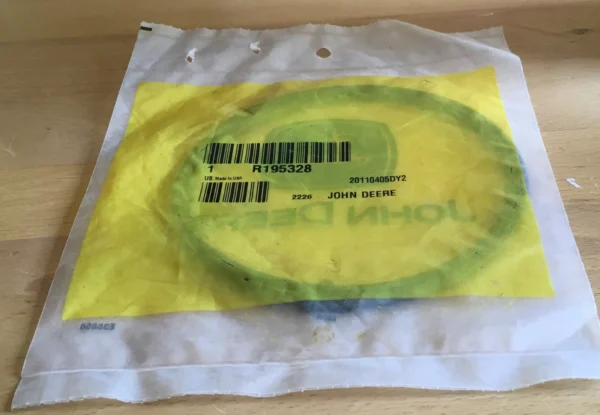 1 R195328
US Made in USA 20110405DY2
2226 JOHN DEERE
JOHN DEERE